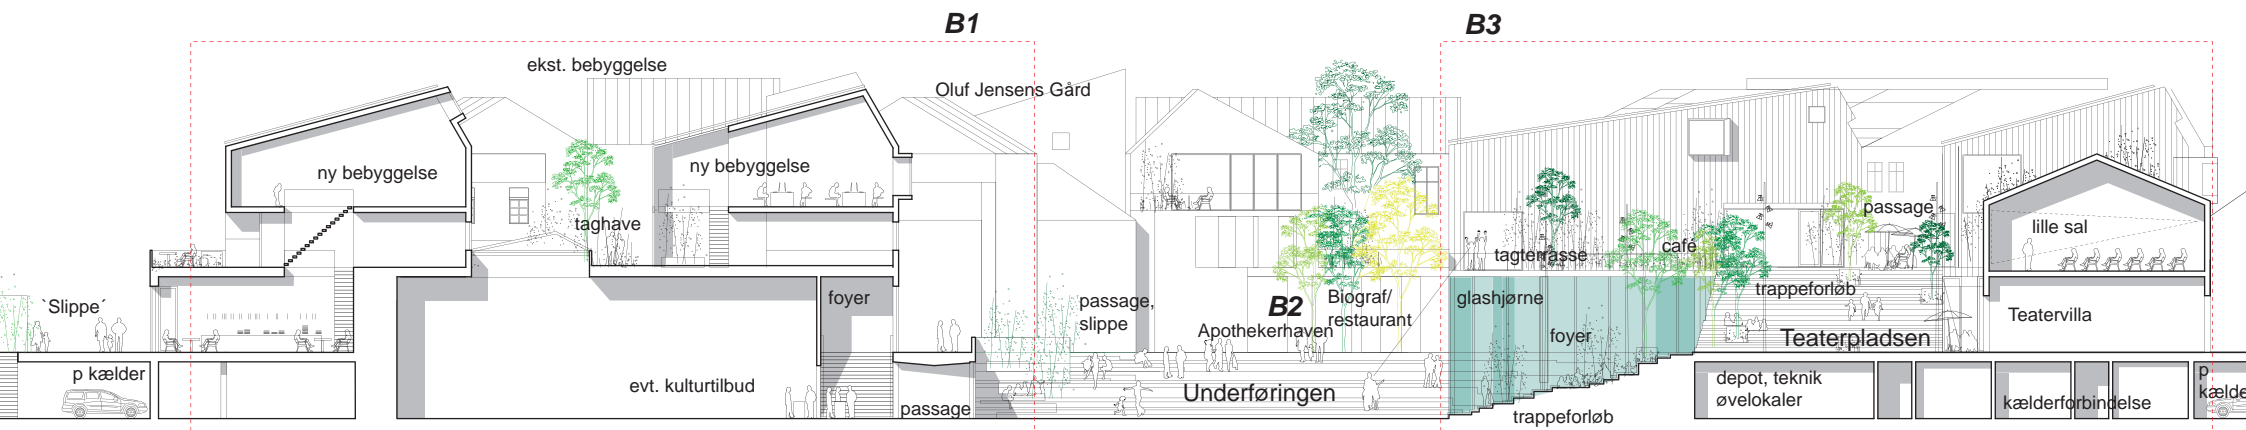 B1
B3
ekst. bebyggelse
Oluf Jensens Gård
ny bebyggelse
ny bebyggelse
taghave
passage
lille sal
café
tagterrasse
trappeforløb
`Slippe´
foyer
passage,
slippe
B2
Biograf/
restaurant
Apothekerhaven
glashjørne
foyer
Teaterpladsen
Teatervilla
p kælder
evt. kulturtilbud
passage
Underføringen
trappeforløb
depot, teknik
øvelokaler
kælderforbindelse
p
kælde